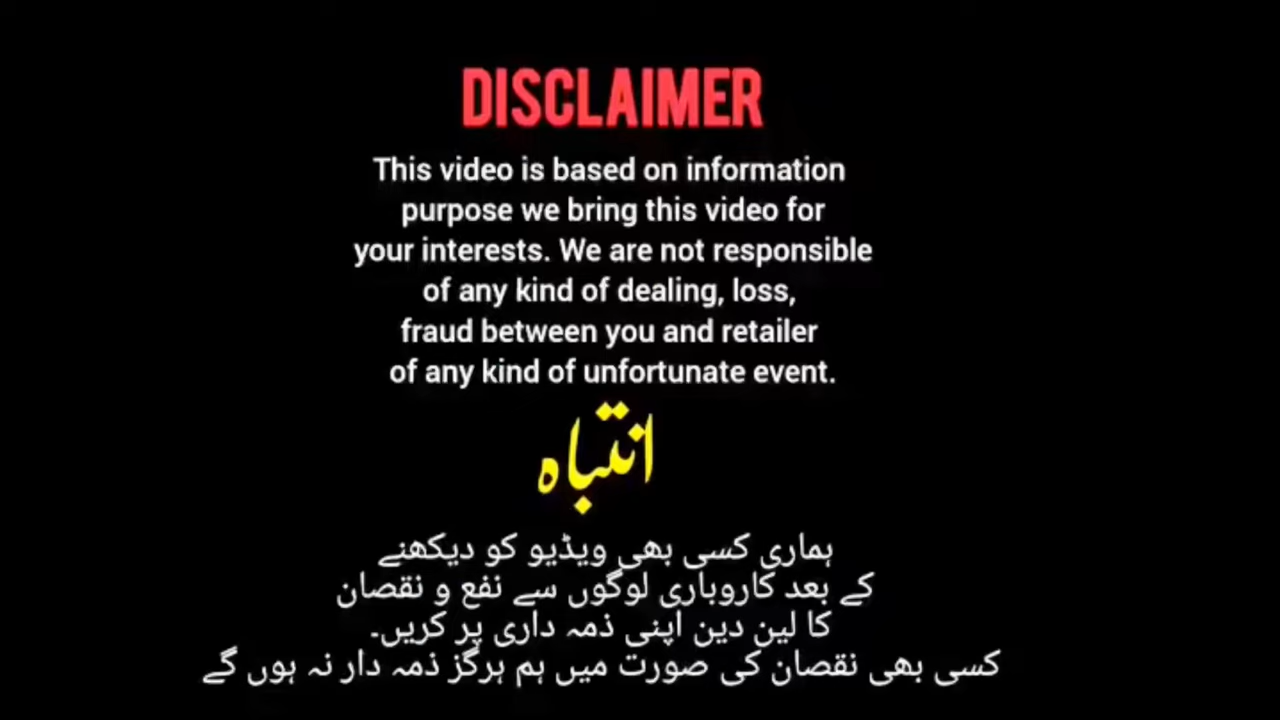 DISCLAIMER
This video is based on information
purpose we bring this video for
your interests. We are not responsible
of any kind of dealing, loss,
fraud between you and retailer
of any kind of unfortunate event.
انتباہ
ہماری کسی بھی ویڈیو کو دیکھنے
کے بعد کاروباری لوگوں سے نفع و نقصان
کا لین دین اپنی ذمہ داری پر کریں۔
کسی بھی نقصان کی صورت میں ہم ہرگز ذمہ دار نہ ہوں گے